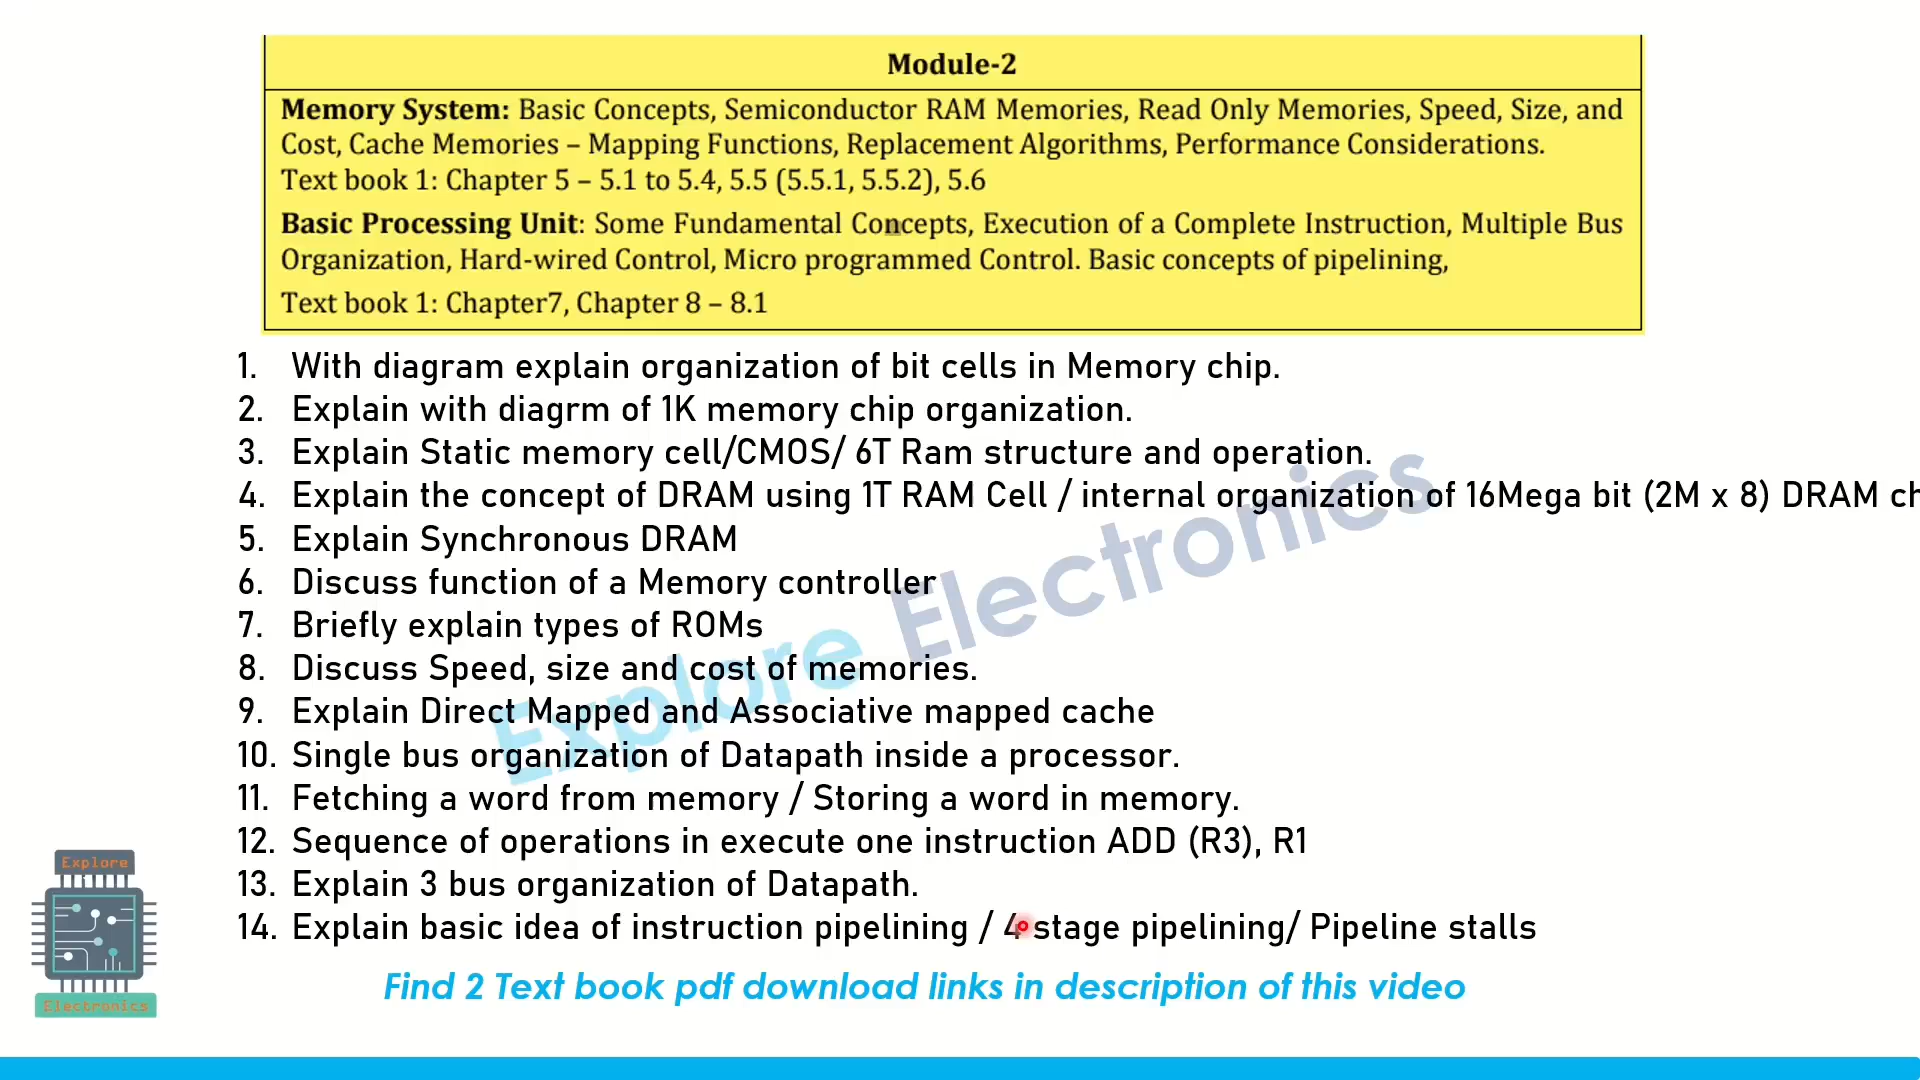 Module-2
Memory System: Basic Concepts, Semiconductor RAM Memories, Read Only Memories, Speed, Size, and
Cost, Cache Memories – Mapping Functions, Replacement Algorithms, Performance Considerations.
Text book 1: Chapter 5 – 5.1 to 5.4, 5.5 (5.5.1, 5.5.2), 5.6
Basic Processing Unit: Some Fundamental Concepts, Execution of a Complete Instruction, Multiple Bus
Organization, Hard-wired Control, Micro programmed Control. Basic concepts of pipelining,
Text book 1: Chapter7, Chapter 8 – 8.1
1. With diagram explain organization of bit cells in Memory chip.
2. Explain with diagrm of 1K memory chip organization.
3. Explain Static memory cell/CMOS/ 6T Ram structure and operation.
4. Explain the concept of DRAM using 1T RAM Cell / internal organization of 16Mega bit (2M x 8) DRAM ch
5. Explain Synchronous DRAM
6. Discuss function of a Memory controller
7. Briefly explain types of ROMs
8. Discuss Speed, size and cost of memories.
9. Explain Direct Mapped and Associative mapped cache
10. Single bus organization of Datapath inside a processor.
11. Fetching a word from memory / Storing a word in memory.
12. Sequence of operations in execute one instruction ADD (R3), R1
13. Explain 3 bus organization of Datapath.
14. Explain basic idea of instruction pipelining / 4 stage pipelining/ Pipeline stalls
Find 2 Text book pdf download links in description of this video
Explore Electronics
Explore
Electronics